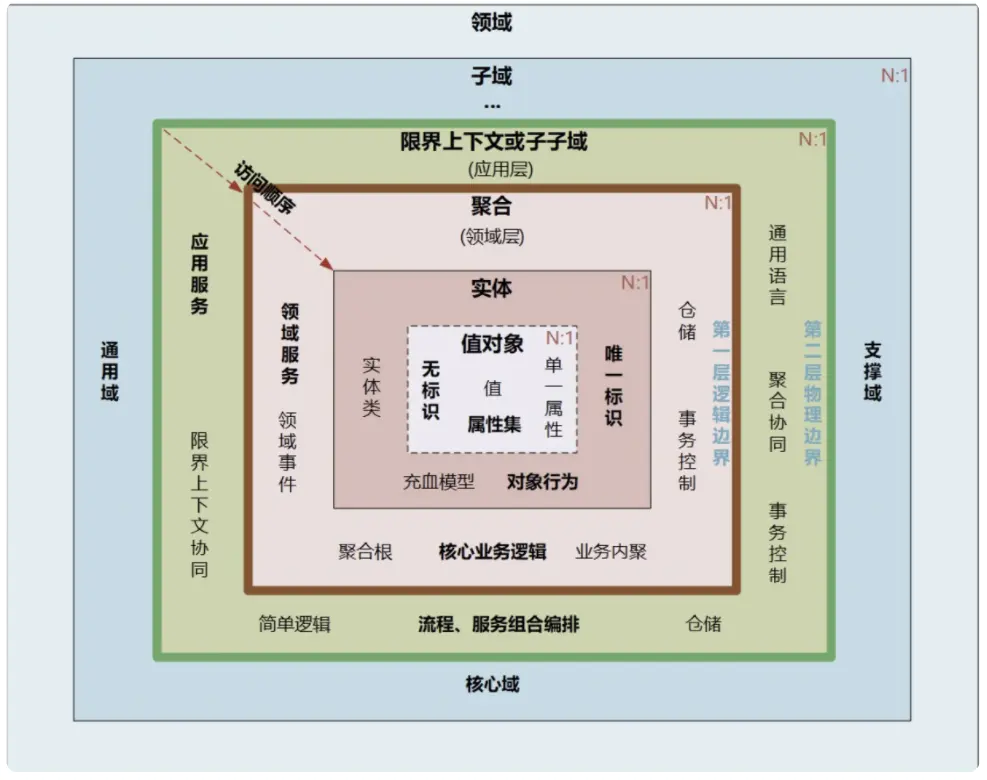 领域
子域
N:1
...
限界上下文或子子域
N:1
(应用层)
访问顺序
聚合
N:1
(领域层)
实体
N:1
值对象
N:1
无标识
值
单一属性
属性集
实体类
唯一标识
充血模型
对象行为
领域服务
领域事件
仓储
事务控制
第一层逻辑边界
聚合根
核心业务逻辑
业务内聚
应用服务
限界上下文协同
通用语言
聚合协同
事务控制
第二层物理边界
简单逻辑
流程、服务组合编排
仓储
通用域
支撑域
核心域